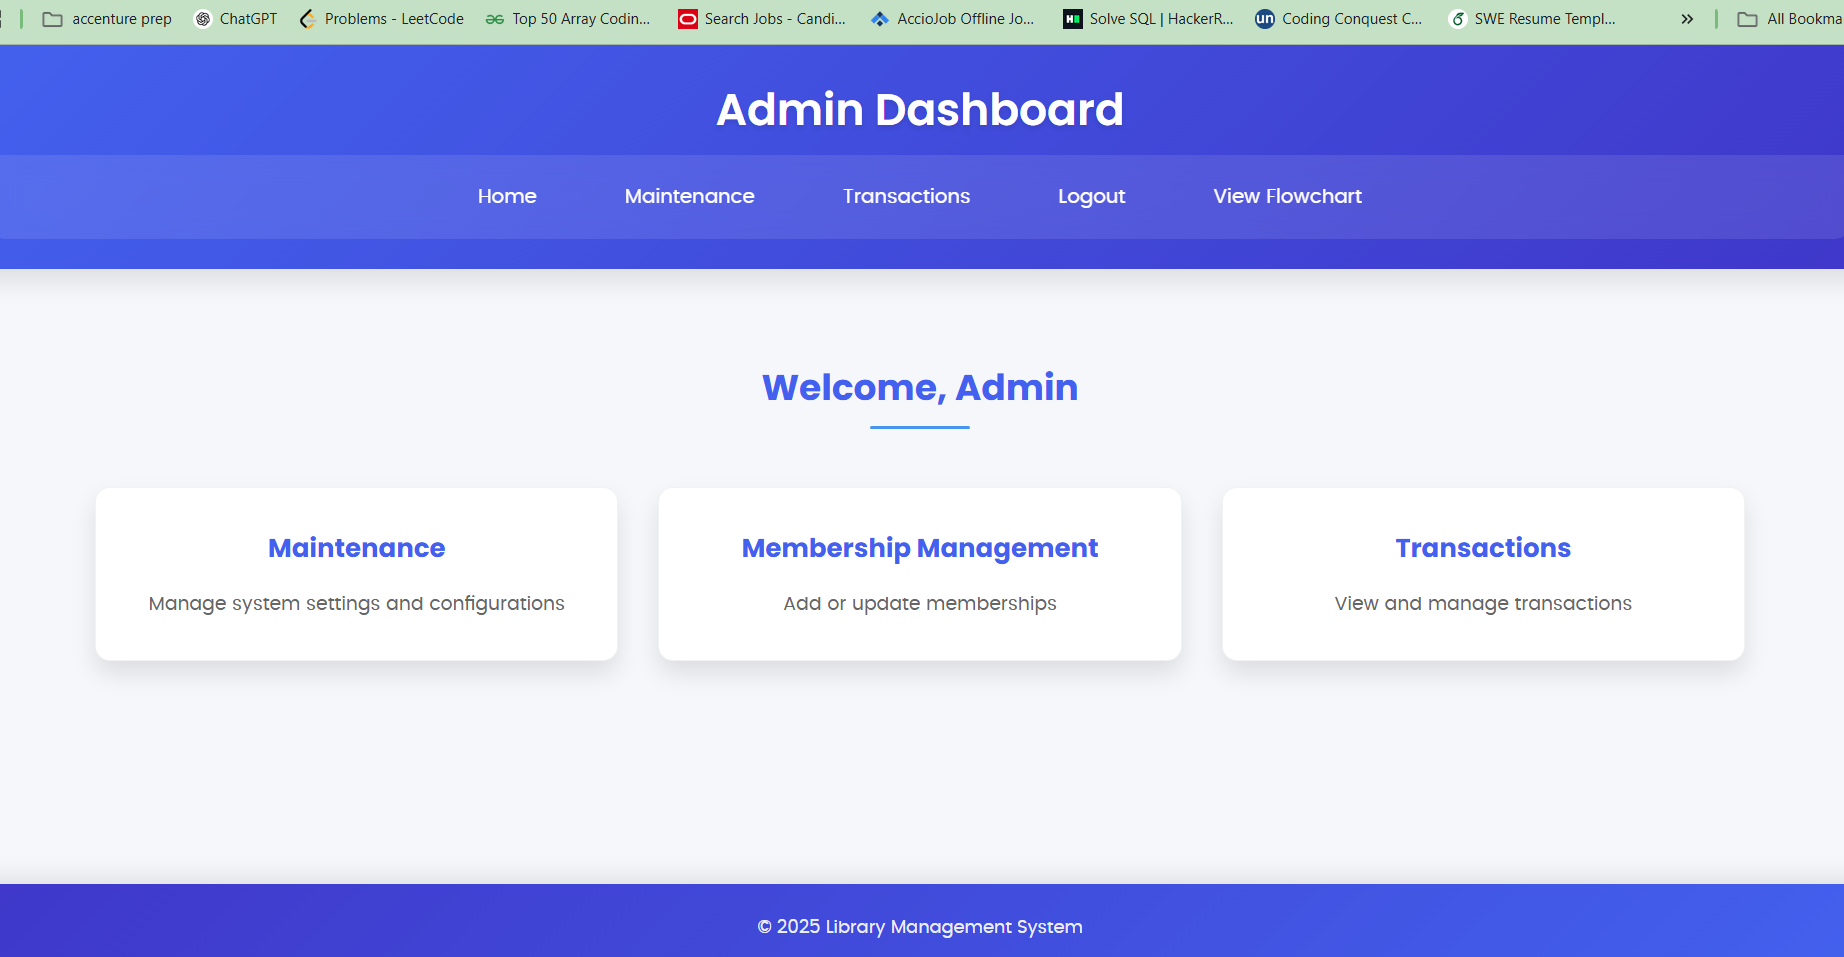 accenture prep ChatGPT Problems - LeetCode Top 50 Array Codin... Search Jobs - Candi... AccioJob Offline Jo... Solve SQL | HackerR... Coding Conquest C... SWE Resume Templ... » All Bookma
Admin Dashboard
Home Maintenance Transactions Logout View Flowchart
Welcome, Admin
Maintenance
Manage system settings and configurations
Membership Management
Add or update memberships
Transactions
View and manage transactions
© 2025 Library Management System